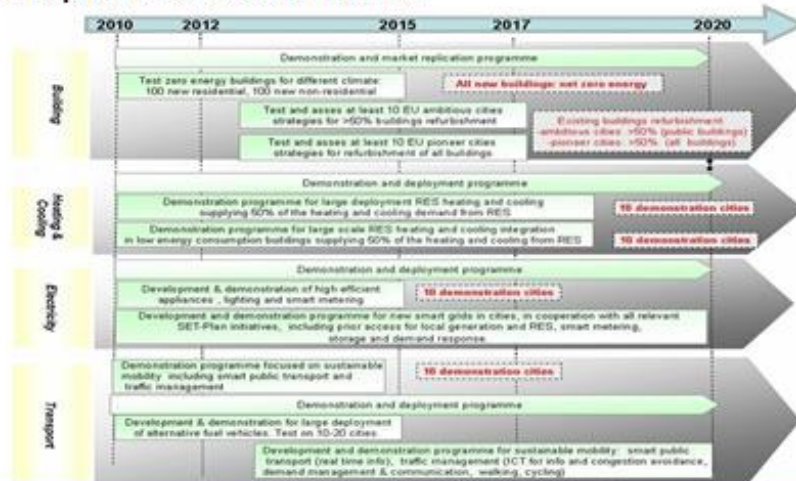 2010 2012 2015 2017 2020
Building
Demonstration and market replication programme
Test zero energy buildings for different climate:
100 new residential, 100 new non-residential
All new buildings: net zero energy
Test and asses at least 10 EU ambitious cities
strategies for >50% buildings refurbishment
Test and asses at least 10 EU pioneer cities
strategies for refurbishment of all buildings
Existing buildings refurbishment
-ambitious cities >50% (public buildings)
-pioneer cities >50% (all buildings)
Heating &
Cooling
Demonstration and deployment programme
Demonstration programme for large deployment RES heating and cooling
supplying 50% of the heating and cooling demand from RES
demonstration cities
Demonstration programme for large scale RES heating and cooling integration
in low energy consumption buildings supplying 50% of the heating and cooling from RES
demonstration cities
Electricity
Demonstration and deployment programme
Development & demonstration of high efficient
appliances , lighting and smart metering
demonstration cities
Development and demonstration programme for new smart grids in cities, in cooperation with all relevant
SET-Plan initiatives, including prior access for local generation and RES, smart metering,
storage and demand response
Transport
Demonstration programme focused on sustainable
mobility including smart public transport and
traffic management
demonstration cities
Demonstration and deployment programme
Development & demonstration for large deployment
of alternative fuel vehicles. Test on 10-20 cities.
Development and demonstration programme for sustainable mobility: smart public
transport (real time info), traffic management (ICT for info and congestion avoidance,
demand management & communication, walking, cycling)